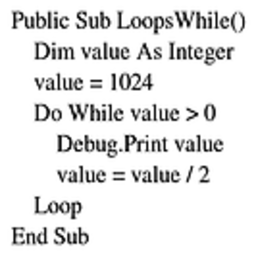 Public Sub LoopsWhile()
Dim value As Integer
value = 1024
Do While value > 0
Debug.Print value
value = value / 2
Loop
End Sub